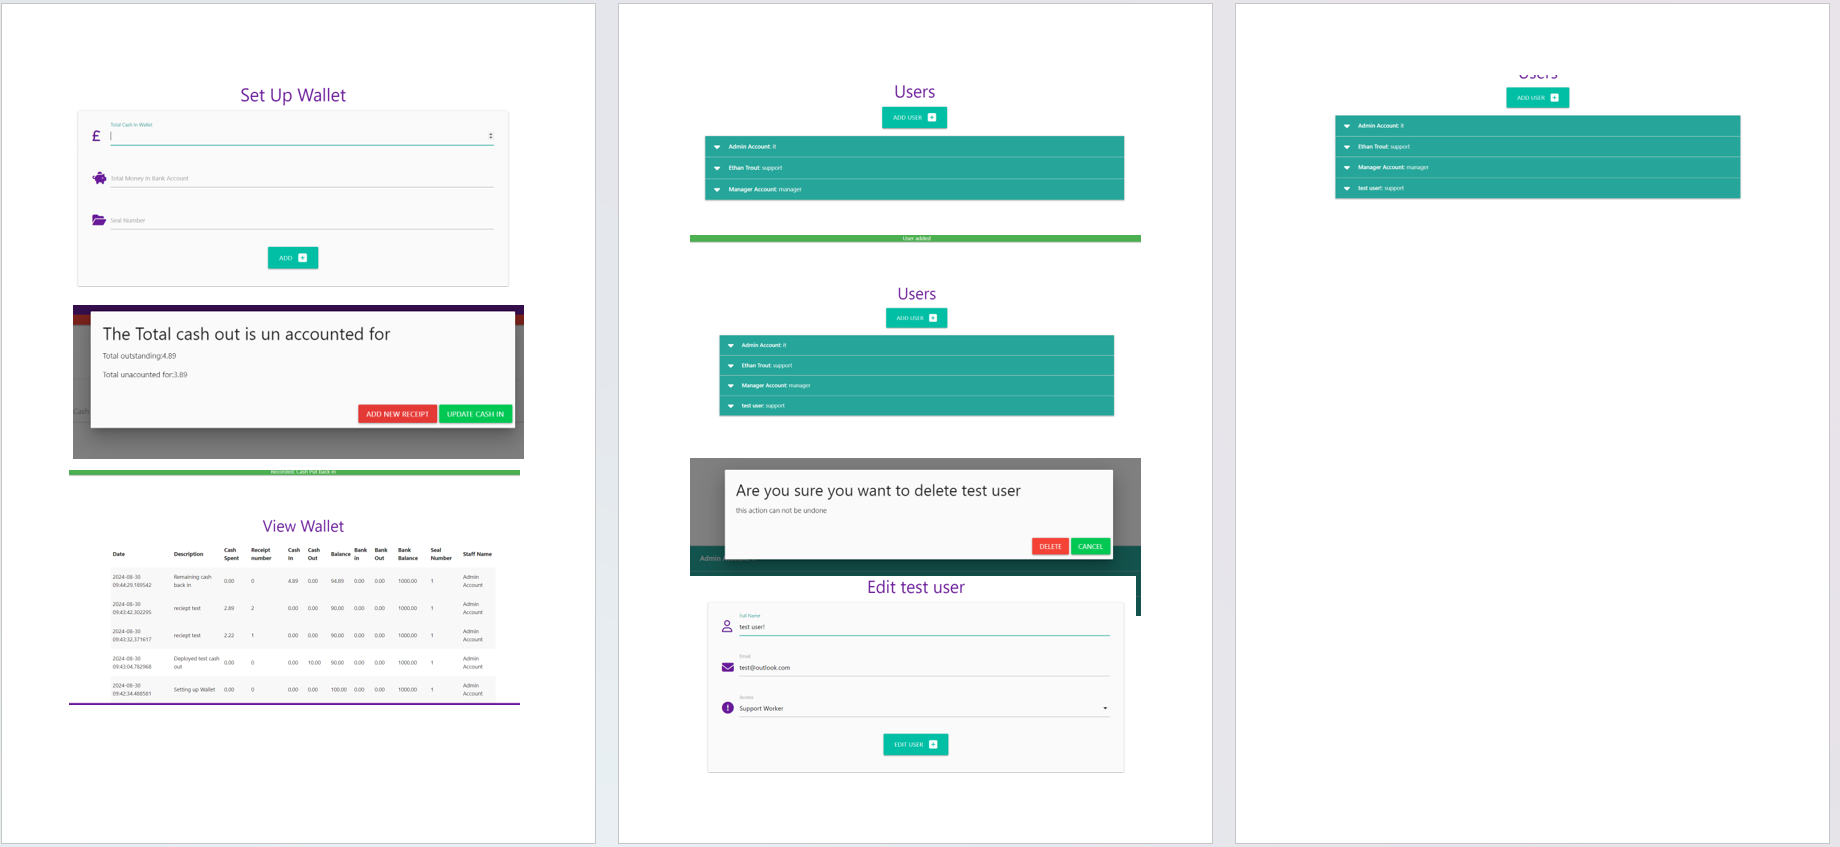 Set Up Wallet
Total Cash In Wallet
£
Total Money In Bank Account
Seal Number
ADD
The Total cash out is un accounted for
Total outstanding:4.89
Total unacounted for:3.89
Cash
ADD NEW RECEIPT UPDATE CASH IN
Recorded: Cash Put back in
View Wallet
Date Description Cash Spent Receipt number Cash In Cash Out Balance Bank in Bank Out Bank Balance Seal Number Staff Name
2024-08-30 09:44:29.169542 Remaining cash back in 0.00 0 4.89 0.00 94.89 0.00 0.00 1000.00 1 Admin Account
2024-08-30 09:43:42.302295 reciept test 2.89 2 0.00 0.00 90.00 0.00 0.00 1000.00 1 Admin Account
2024-08-30 09:43:32.371617 reciept test 2.22 1 0.00 0.00 90.00 0.00 0.00 1000.00 1 Admin Account
2024-08-30 09:43:04.782968 Deployed test cash out 0.00 0 0.00 10.00 90.00 0.00 0.00 1000.00 1 Admin Account
2024-08-30 09:42:34.488581 Setting up Wallet 0.00 0 0.00 0.00 100.00 0.00 0.00 1000.00 1 Admin Account
Users
ADD USER
Admin Account: it
Ethan Trout: support
Manager Account: manager
User added
Users
ADD USER
Admin Account: it
Ethan Trout: support
Manager Account: manager
test user: support
Are you sure you want to delete test user
this action can not be undone
DELETE CANCEL
Admin
Edit test user
Full Name
test user!
Email
test@outlook.com
Access
Support Worker
EDIT USER
Users
ADD USER
Admin Account: it
Ethan Trout: support
Manager Account: manager
test user!: support